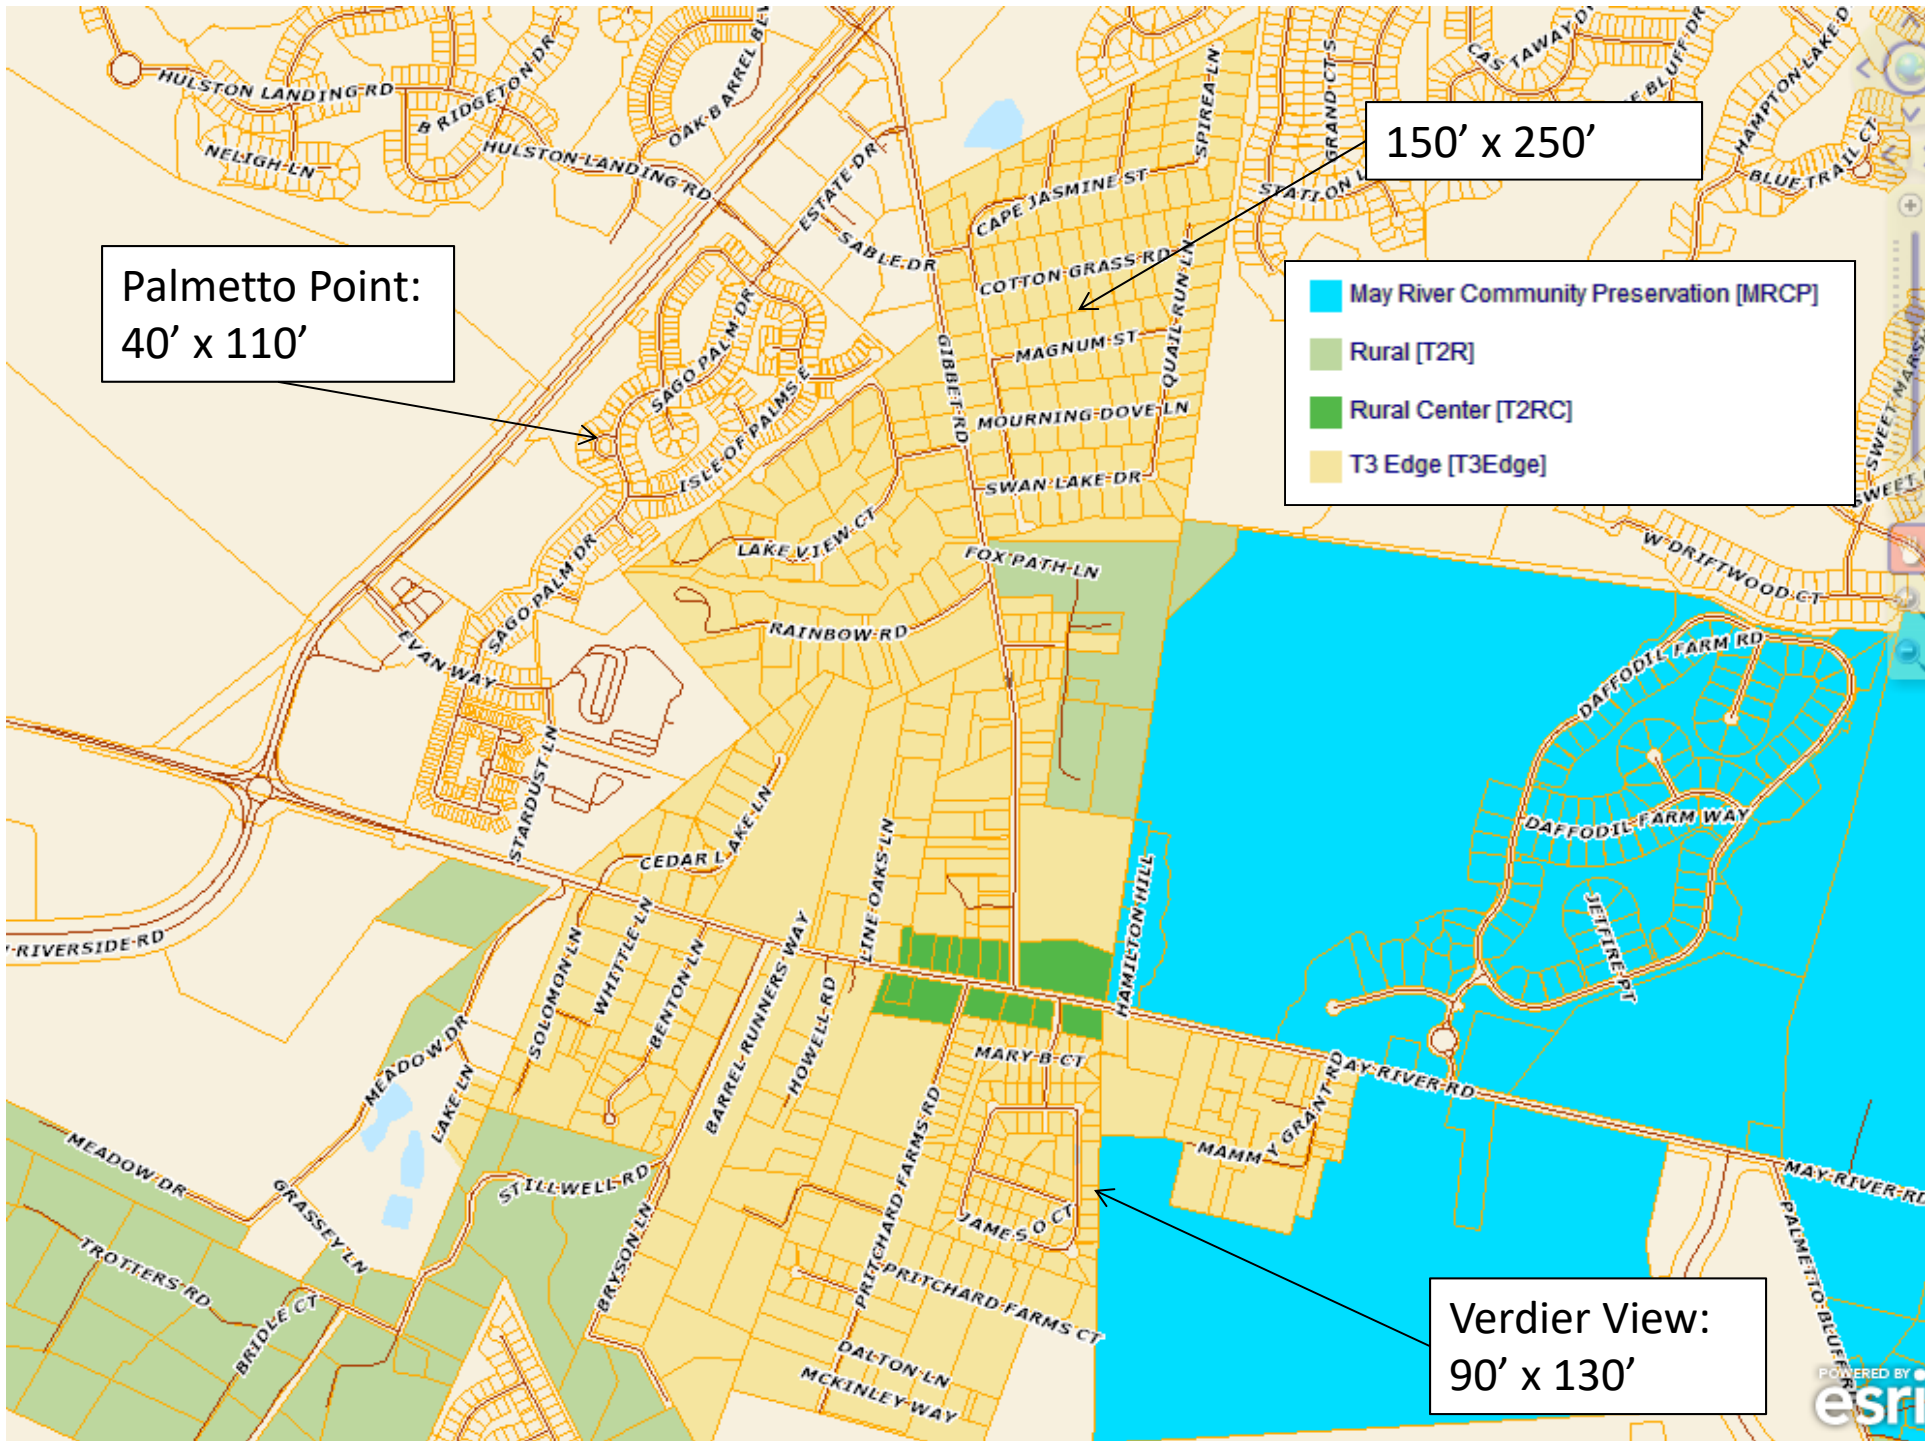 HULSTON LANDING RD
BRIDGETON DR
OAK BARREL BLV
NELIGH LN
HULSTON LANDING RD
ESTATE DR
SABLE DR
SPIREA LN
CAPE JASMINE ST
GRAND CT S
CASTAWAY D
E BLUFF DR
HAMPTON LAKE D
BLUE TRAIL CT
STATION L
150’ x 250’
Palmetto Point:
40’ x 110’
COTTON GRASS RD
QUAIL RUN LN
MAGNUM ST
SAGO PALM DR
ISLE OF PALMS E
GIBBET RD
MOURNING DOVE LN
SWAN LAKE DR
May River Community Preservation [MRCP]
Rural [T2R]
Rural Center [T2RC]
T3 Edge [T3Edge]
SWEET MARS
SWEET
LAKE VIEW CT
FOX PATH LN
W DRIFTWOOD CT
SAGO PALM DR
RAINBOW RD
EVAN WAY
DAFFODIL FARM RD
STARDUST LN
CEDAR LAKE LN
DAFFODIL FARM WAY
LINE OAKS LN
HAMILTON HILL
JETFIRE PT
RIVERSIDE RD
SOLOMON LN
WHITTLE LN
BENTON LN
BARREL RUNNERS WAY
HOWELL RD
MEADOW DR
LAKE LN
MARY B CT
MAY RIVER RD
MAMMY GRANT RD
MEADOW DR
STILLWELL RD
GRASSEY LN
PRITCHARD FARMS RD
JAMES O CT
MAY RIVER RD
TROTTERS RD
BRYSON LN
PRITCHARD FARMS CT
PALMETTO BLUFF R
BRIDLE CT
DALTON LN
MCKINLEY WAY
Verdier View:
90’ x 130’
POWERED BY
esri